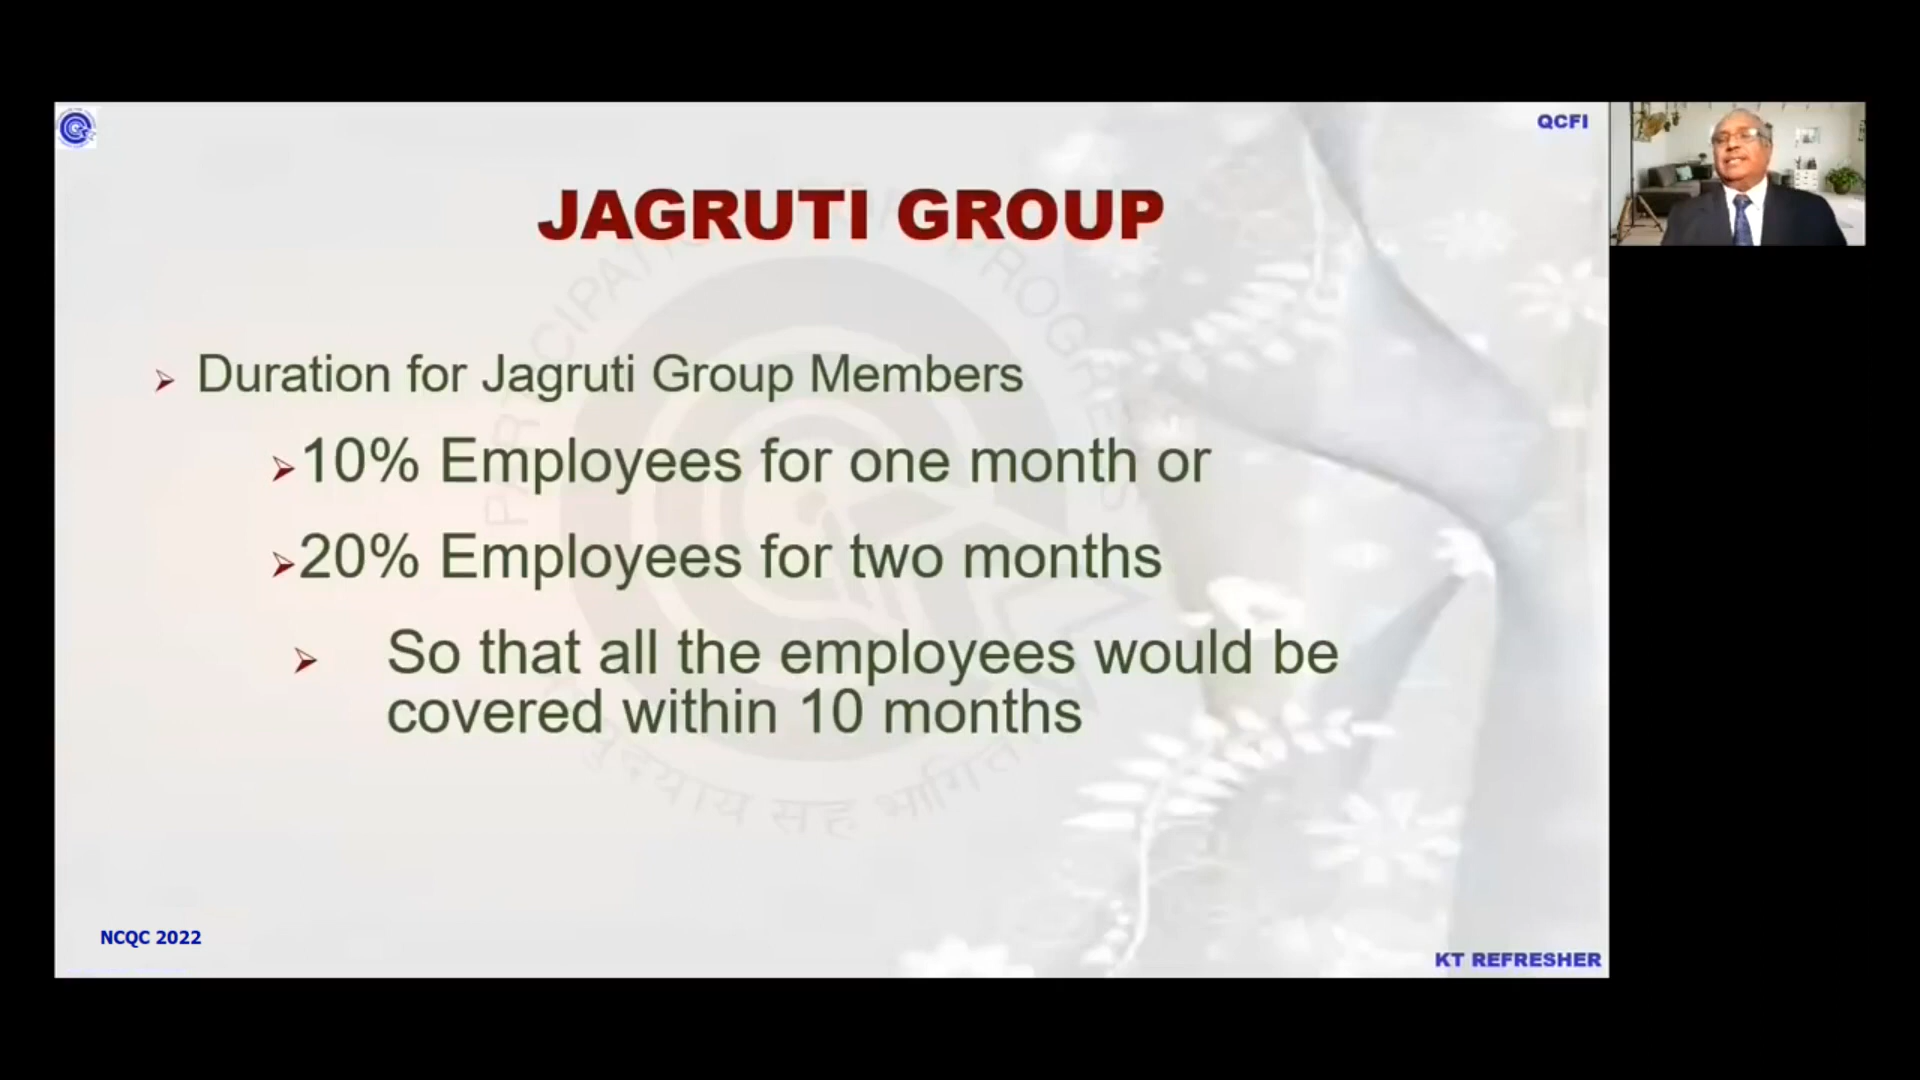 QCFI
JAGRUTI GROUP
Duration for Jagruti Group Members
10% Employees for one month or
20% Employees for two months
So that all the employees would be
covered within 10 months
सह
NCQC 2022
KT REFRESHER